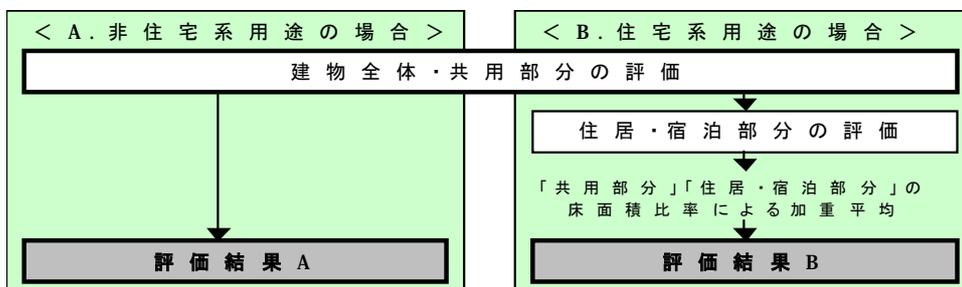 ＜ A．非住宅系用途の場合 ＞
＜ B．住宅系用途の場合 ＞
建物全体・共用部分の評価
住居・宿泊部分の評価
「共用部分」「住居・宿泊部分」の
床面積比率による加重平均
評価結果 A
評価結果 B